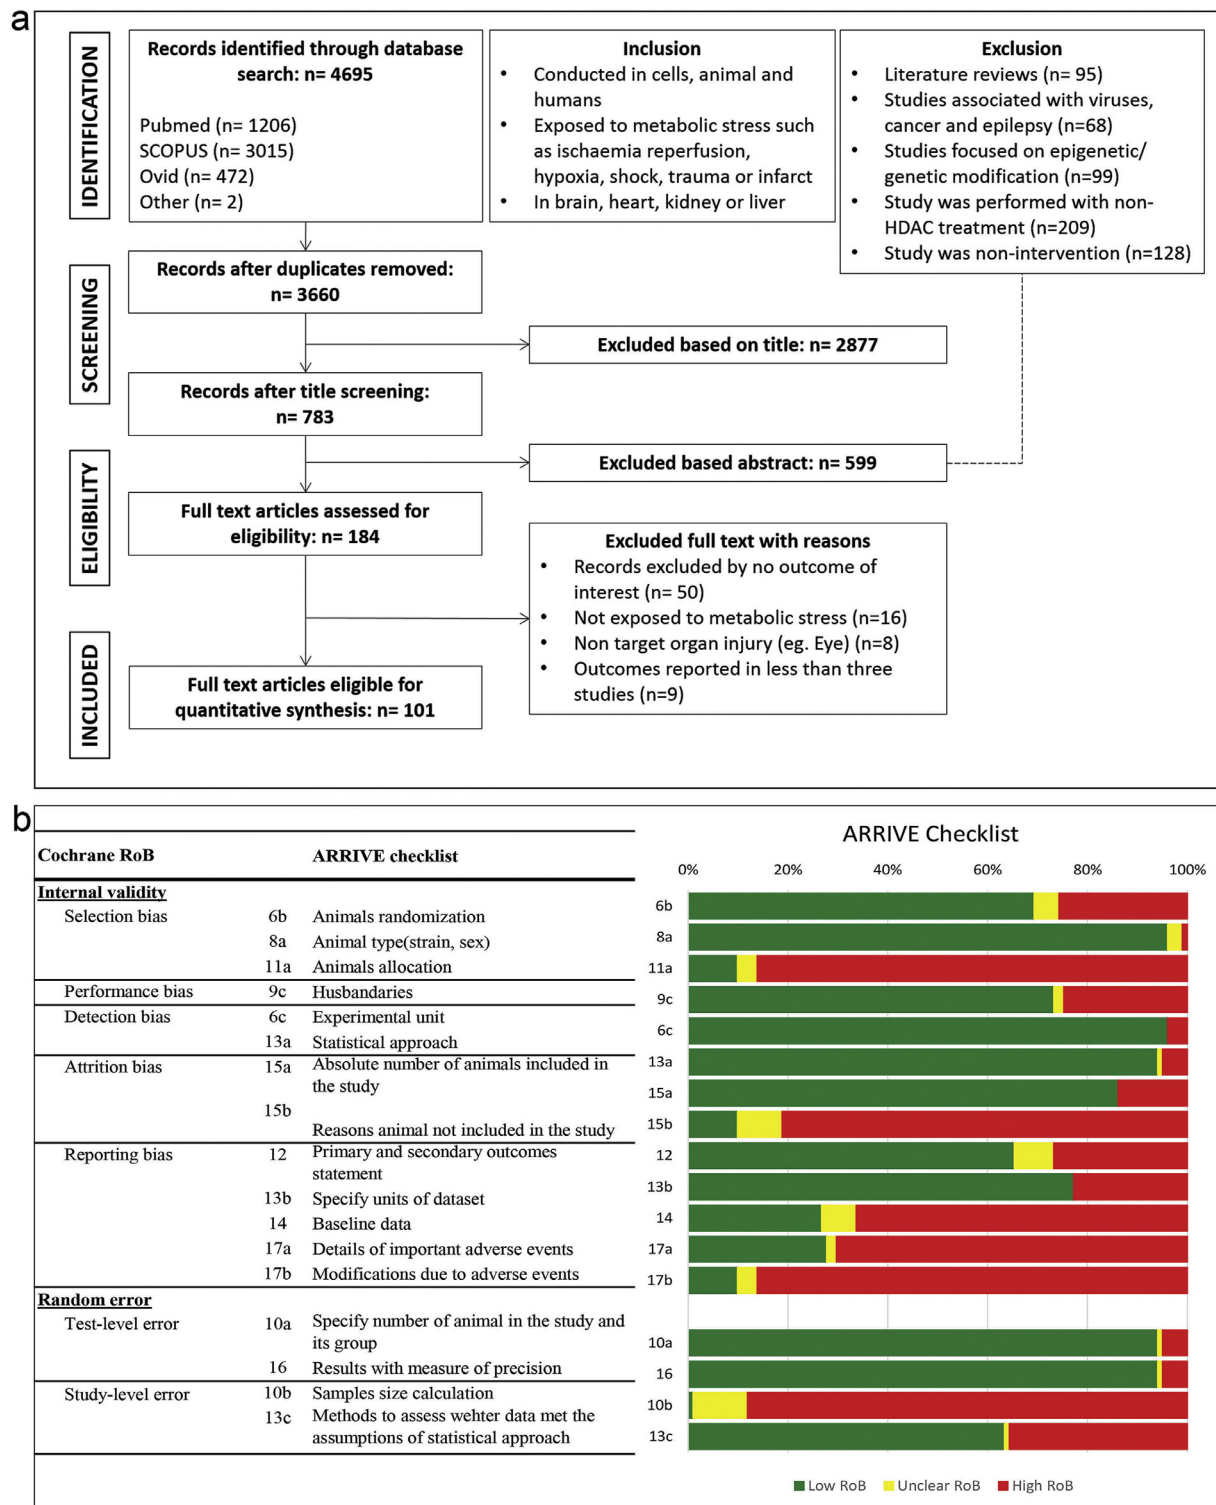 a
IDENTIFICATION
Records identified through database
search: n= 4695
Pubmed (n= 1206)
SCOPUS (n= 3015)
Ovid (n= 472)
Other (n= 2)
Inclusion
• Conducted in cells, animal and
humans
• Exposed to metabolic stress such
as ischaemia reperfusion,
hypoxia, shock, trauma or infarct
• In brain, heart, kidney or liver
Exclusion
• Literature reviews (n= 95)
• Studies associated with viruses,
cancer and epilepsy (n=68)
• Studies focused on epigenetic/
genetic modification (n=99)
• Study was performed with non-
HDAC treatment (n=209)
• Study was non-intervention (n=128)
SCREENING
Records after duplicates removed:
n= 3660
Excluded based on title: n= 2877
Records after title screening:
n= 783
ELIGIBILITY
Excluded based abstract: n= 599
Full text articles assessed for
eligibility: n= 184
Excluded full text with reasons
• Records excluded by no outcome of
interest (n= 50)
• Not exposed to metabolic stress (n=16)
• Non target organ injury (eg. Eye) (n=8)
• Outcomes reported in less than three
studies (n=9)
INCLUDED
Full text articles eligible for
quantitative synthesis: n= 101
b
Cochrane RoB ARRIVE checklist
Internal validity
Selection bias 6b Animals randomization
8a Animal type(strain, sex)
11a Animals allocation
Performance bias 9c Husbandaries
Detection bias 6c Experimental unit
13a Statistical approach
Attrition bias 15a Absolute number of animals included in
the study
15b
Reasons animal not included in the study
Reporting bias 12 Primary and secondary outcomes
statement
13b Specify units of dataset
14 Baseline data
17a Details of important adverse events
17b Modifications due to adverse events
Random error
Test-level error 10a Specify number of animal in the study and
its group
16 Results with measure of precision
Study-level error 10b Samples size calculation
13c Methods to assess wehter data met the
assumptions of statistical approach
ARRIVE Checklist
0% 20% 40% 60% 80% 100%
6b
8a
11a
9c
6c
13a
15a
15b
12
13b
14
17a
17b
10a
16
10b
13c
Low RoB Unclear RoB High RoB